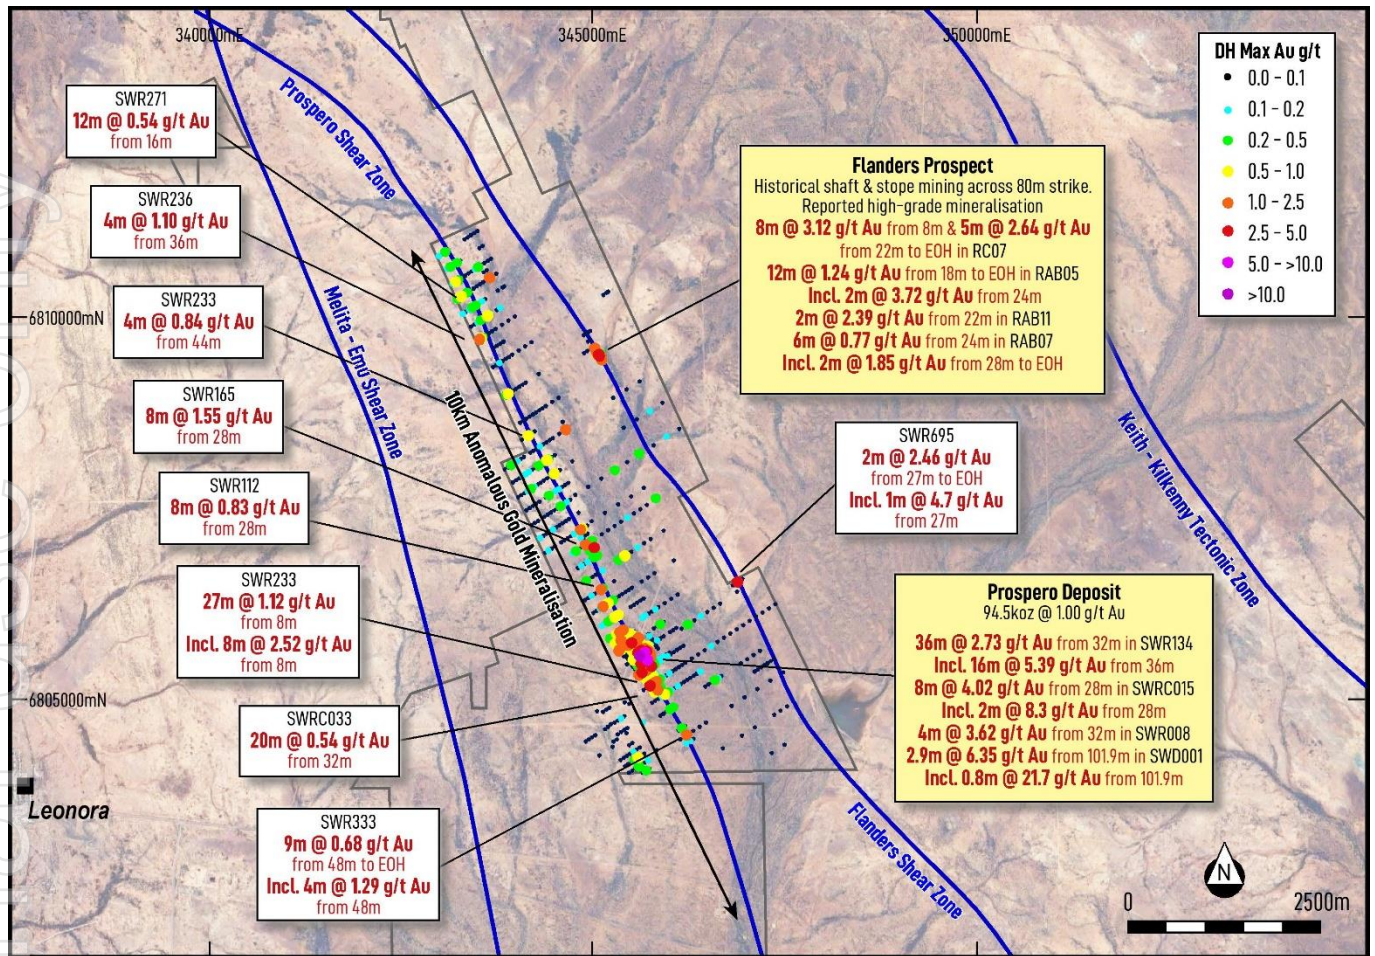 340000mE
345000mE
350000mE
6810000mN
6805000mN
SWR271
12m @ 0.54 g/t Au
from 16m
SWR236
4m @ 1.10 g/t Au
from 36m
SWR233
4m @ 0.84 g/t Au
from 44m
SWR165
8m @ 1.55 g/t Au
from 28m
SWR112
8m @ 0.83 g/t Au
from 28m
SWR233
27m @ 1.12 g/t Au
from 8m
Incl. 8m @ 2.52 g/t Au
from 8m
SWRC033
20m @ 0.54 g/t Au
from 32m
SWR333
9m @ 0.68 g/t Au
from 48m to EOH
Incl. 4m @ 1.29 g/t Au
from 48m
Leonora
Prospero Shear Zone
Melita - Emu Shear Zone
10km Anomalous Gold Mineralisation
Flanders Prospect
Historical shaft & stope mining across 80m strike.
Reported high-grade mineralisation
8m @ 3.12 g/t Au from 8m & 5m @ 2.64 g/t Au
from 22m to EOH in RC07
12m @ 1.24 g/t Au from 18m to EOH in RAB05
Incl. 2m @ 3.72 g/t Au from 24m
2m @ 2.39 g/t Au from 22m in RAB11
6m @ 0.77 g/t Au from 24m in RAB07
Incl. 2m @ 1.85 g/t Au from 28m to EOH
SWR695
2m @ 2.46 g/t Au
from 27m to EOH
Incl. 1m @ 4.7 g/t Au
from 27m
Prospero Deposit
94.5koz @ 1.00 g/t Au
36m @ 2.73 g/t Au from 32m in SWR134
Incl. 16m @ 5.39 g/t Au from 36m
8m @ 4.02 g/t Au from 28m in SWRC015
Incl. 2m @ 8.3 g/t Au from 28m
4m @ 3.62 g/t Au from 32m in SWR008
2.9m @ 6.35 g/t Au from 101.9m in SWD001
Incl. 0.8m @ 21.7 g/t Au from 101.9m
Keith - Kilkenny Tectonic Zone
Flanders Shear Zone
DH Max Au g/t
0.0 - 0.1
0.1 - 0.2
0.2 - 0.5
0.5 - 1.0
1.0 - 2.5
2.5 - 5.0
5.0 - >10.0
>10.0
N
0
2500m